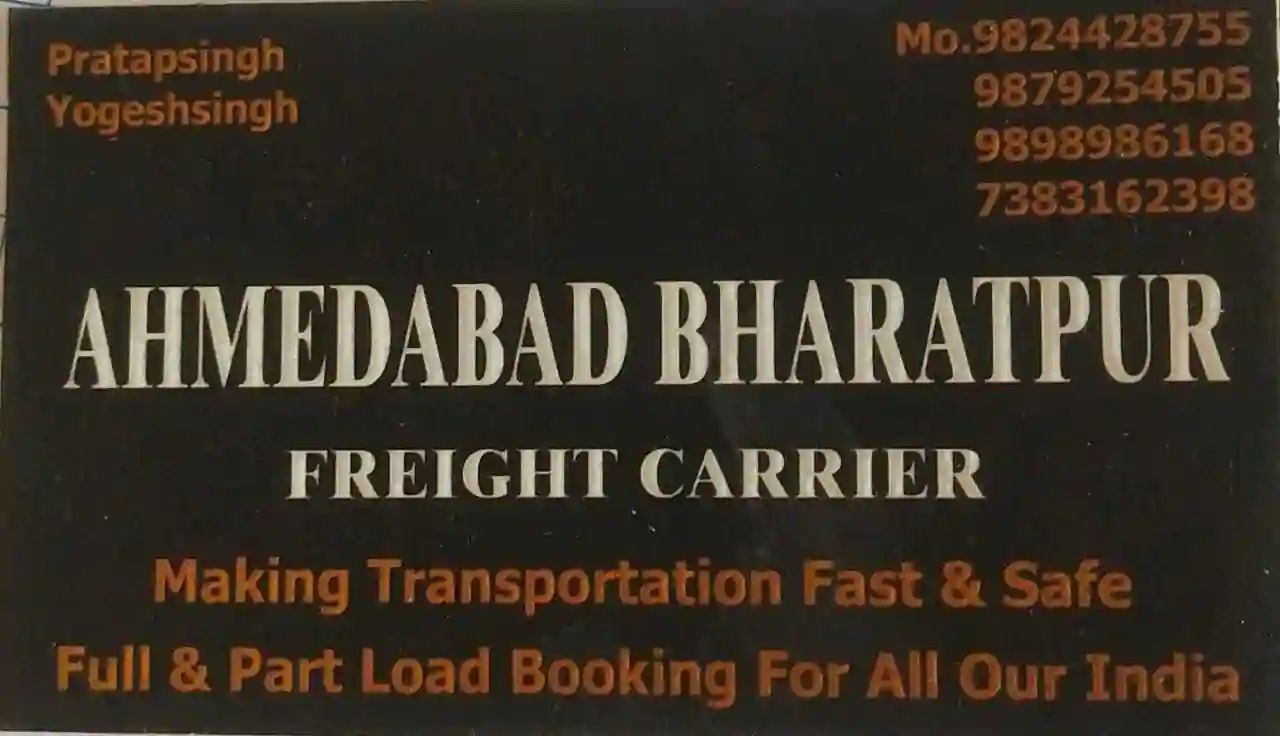 Pratapsingh
Yogeshsingh
Mo.9824428755
9879254505
9898986168
7383162398
AHMEDABAD BHARATPUR
FREIGHT CARRIER
Making Transportation Fast & Safe
Full & Part Load Booking For All Our India